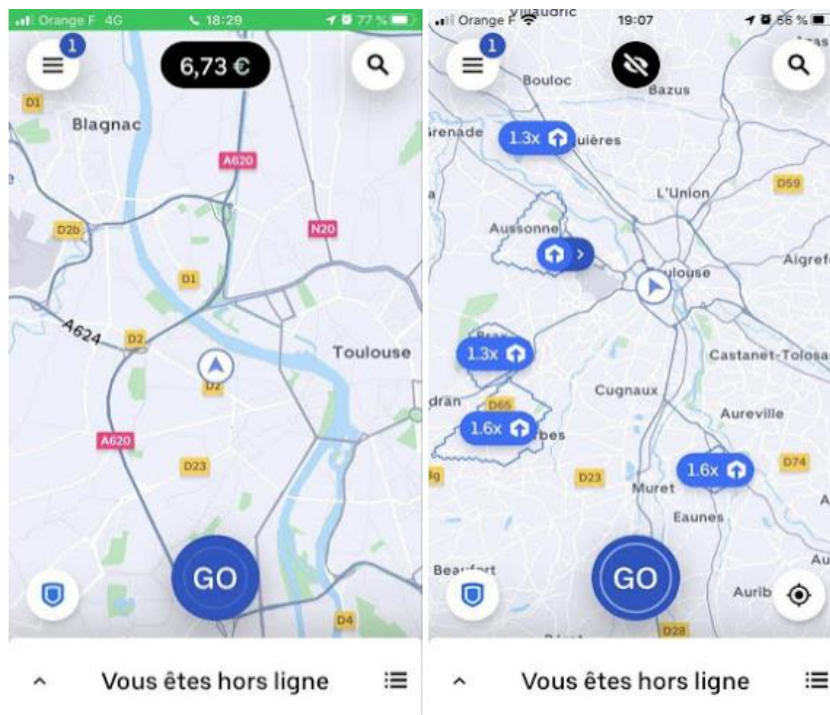 Orange F 4G 18:29 77 %
1
6,73 €
D1
Blagnac
A620
D2b
N20
D1
A624
D2
Toulouse
D2
A620
D23
GO
D4
Vous êtes hors ligne
Orange F 19:07 56 %
1
Bouloc
Bazus
1.3x
L'Union
D59
Aussonne
Castanet-Tolosa
1.3x
Cugnaux
D65
Aureville
1.6x
1.6x
D74
D23
Muret
Eaunes
GO
D28
Vous êtes hors ligne